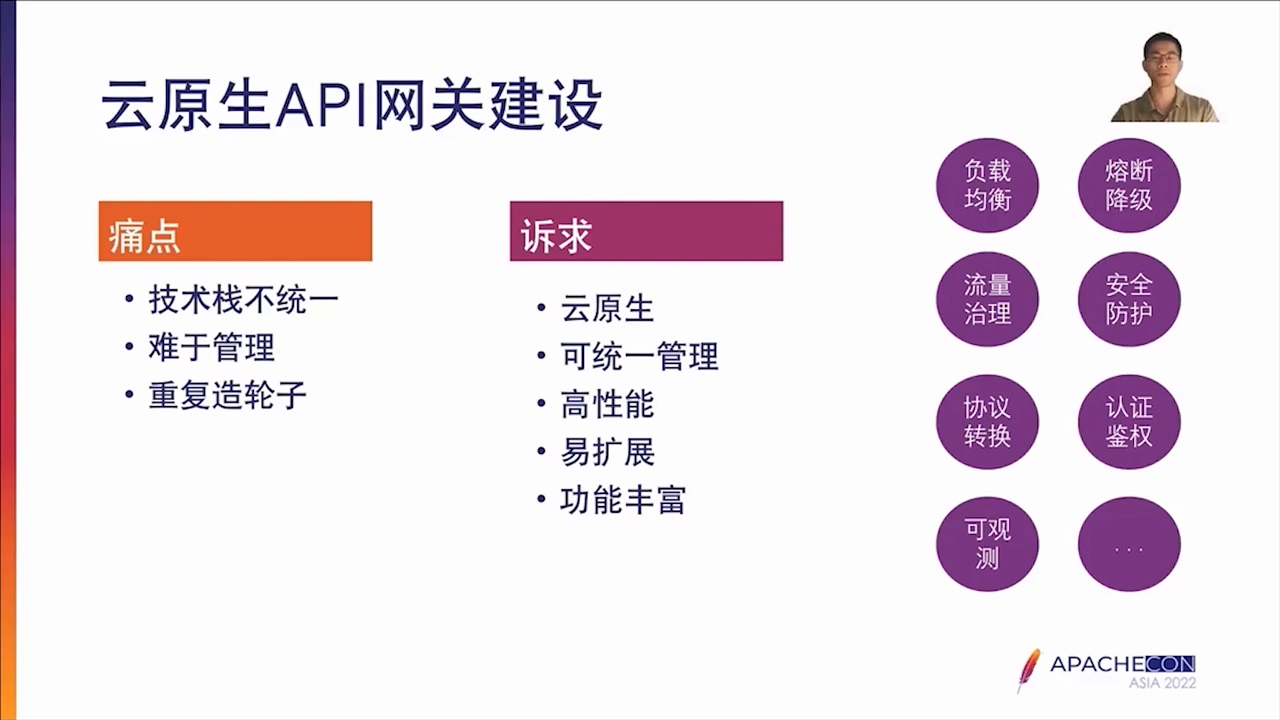 云原生API网关建设
痛点
• 技术栈不统一
• 难于管理
• 重复造轮子
诉求
• 云原生
• 可统一管理
• 高性能
• 易扩展
• 功能丰富
负载
均衡
熔断
降级
流量
治理
安全
防护
协议
转换
认证
鉴权
可观
测
...
APACHECON
ASIA 2022